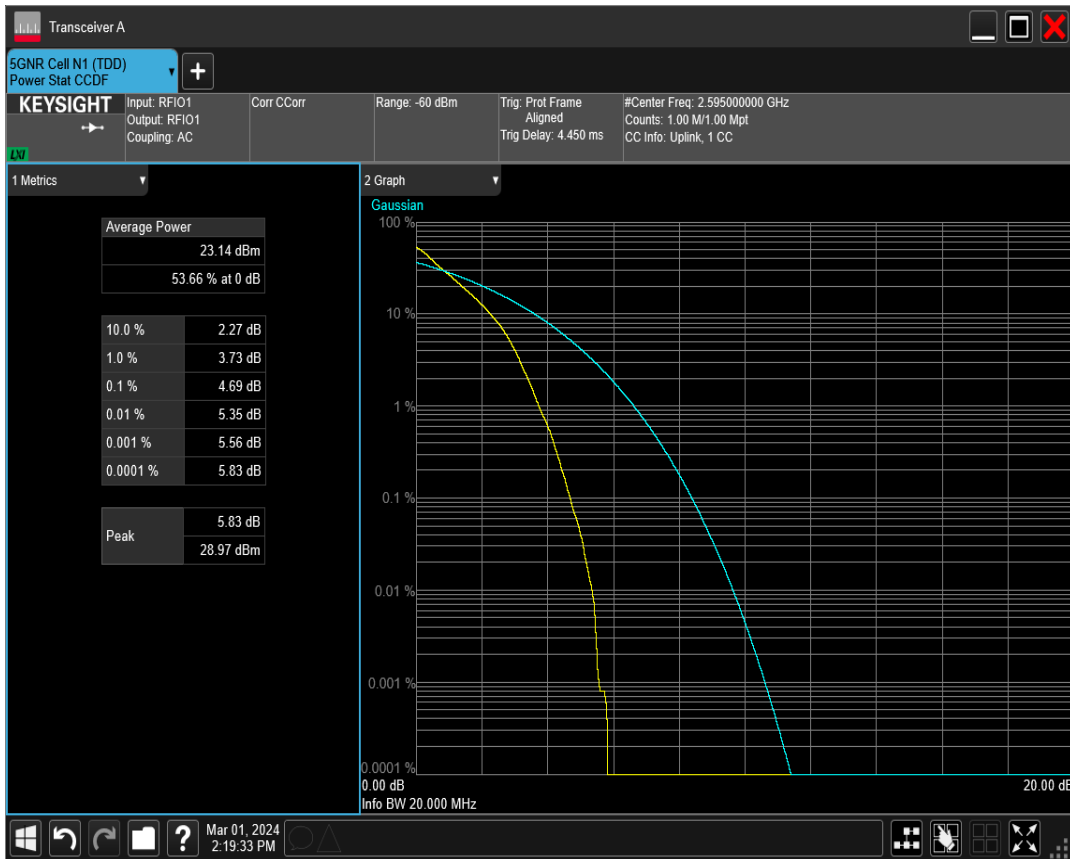 Transceiver A
5GNR Cell N1 (TDD)
Power Stat CCDF
+
KEYSIGHT
LXI
Input: RFIO1
Output: RFIO1
Coupling: AC
Corr CCorr
Range: -60 dBm
Trig: Prot Frame
Aligned
Trig Delay: 4.450 ms
#Center Freq: 2.595000000 GHz
Counts: 1.00 M/1.00 Mpt
CC Info: Uplink, 1 CC
1 Metrics
Average Power
23.14 dBm
53.66 % at 0 dB
10.0 % 2.27 dB
1.0 % 3.73 dB
0.1 % 4.69 dB
0.01 % 5.35 dB
0.001 % 5.56 dB
0.0001 % 5.83 dB
Peak
5.83 dB
28.97 dBm
2 Graph
Gaussian
100 %
10 %
1 %
0.1 %
0.01 %
0.001 %
0.0001 %
0.00 dB 20.00 dB
Info BW 20.000 MHz
?
Mar 01, 2024
2:19:33 PM